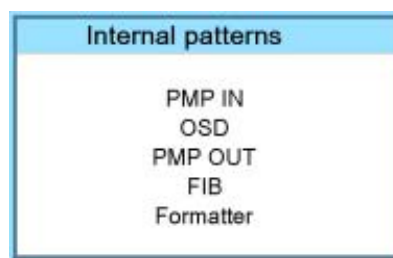 Internal patterns
PMP IN
OSD
PMP OUT
FIB
Formatter